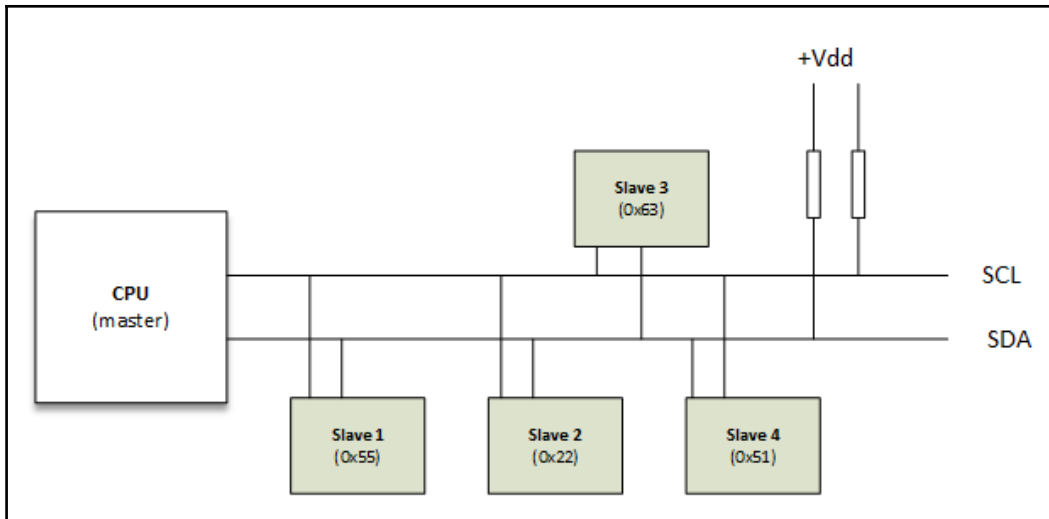 +Vdd
Slave 3
(0x63)
SCL
CPU
(master)
SDA
Slave 1
(0x55)
Slave 2
(0x22)
Slave 4
(0x51)